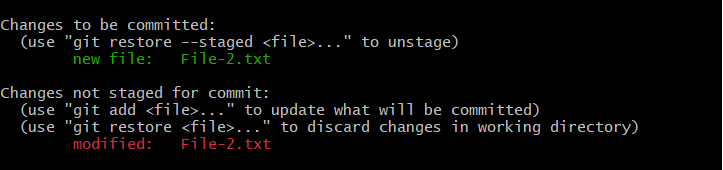 Changes to be committed:
  (use "git restore --staged <file>..." to unstage)
        new file:   File-2.txt

Changes not staged for commit:
  (use "git add <file>..." to update what will be committed)
  (use "git restore <file>..." to discard changes in working directory)
        modified:   File-2.txt